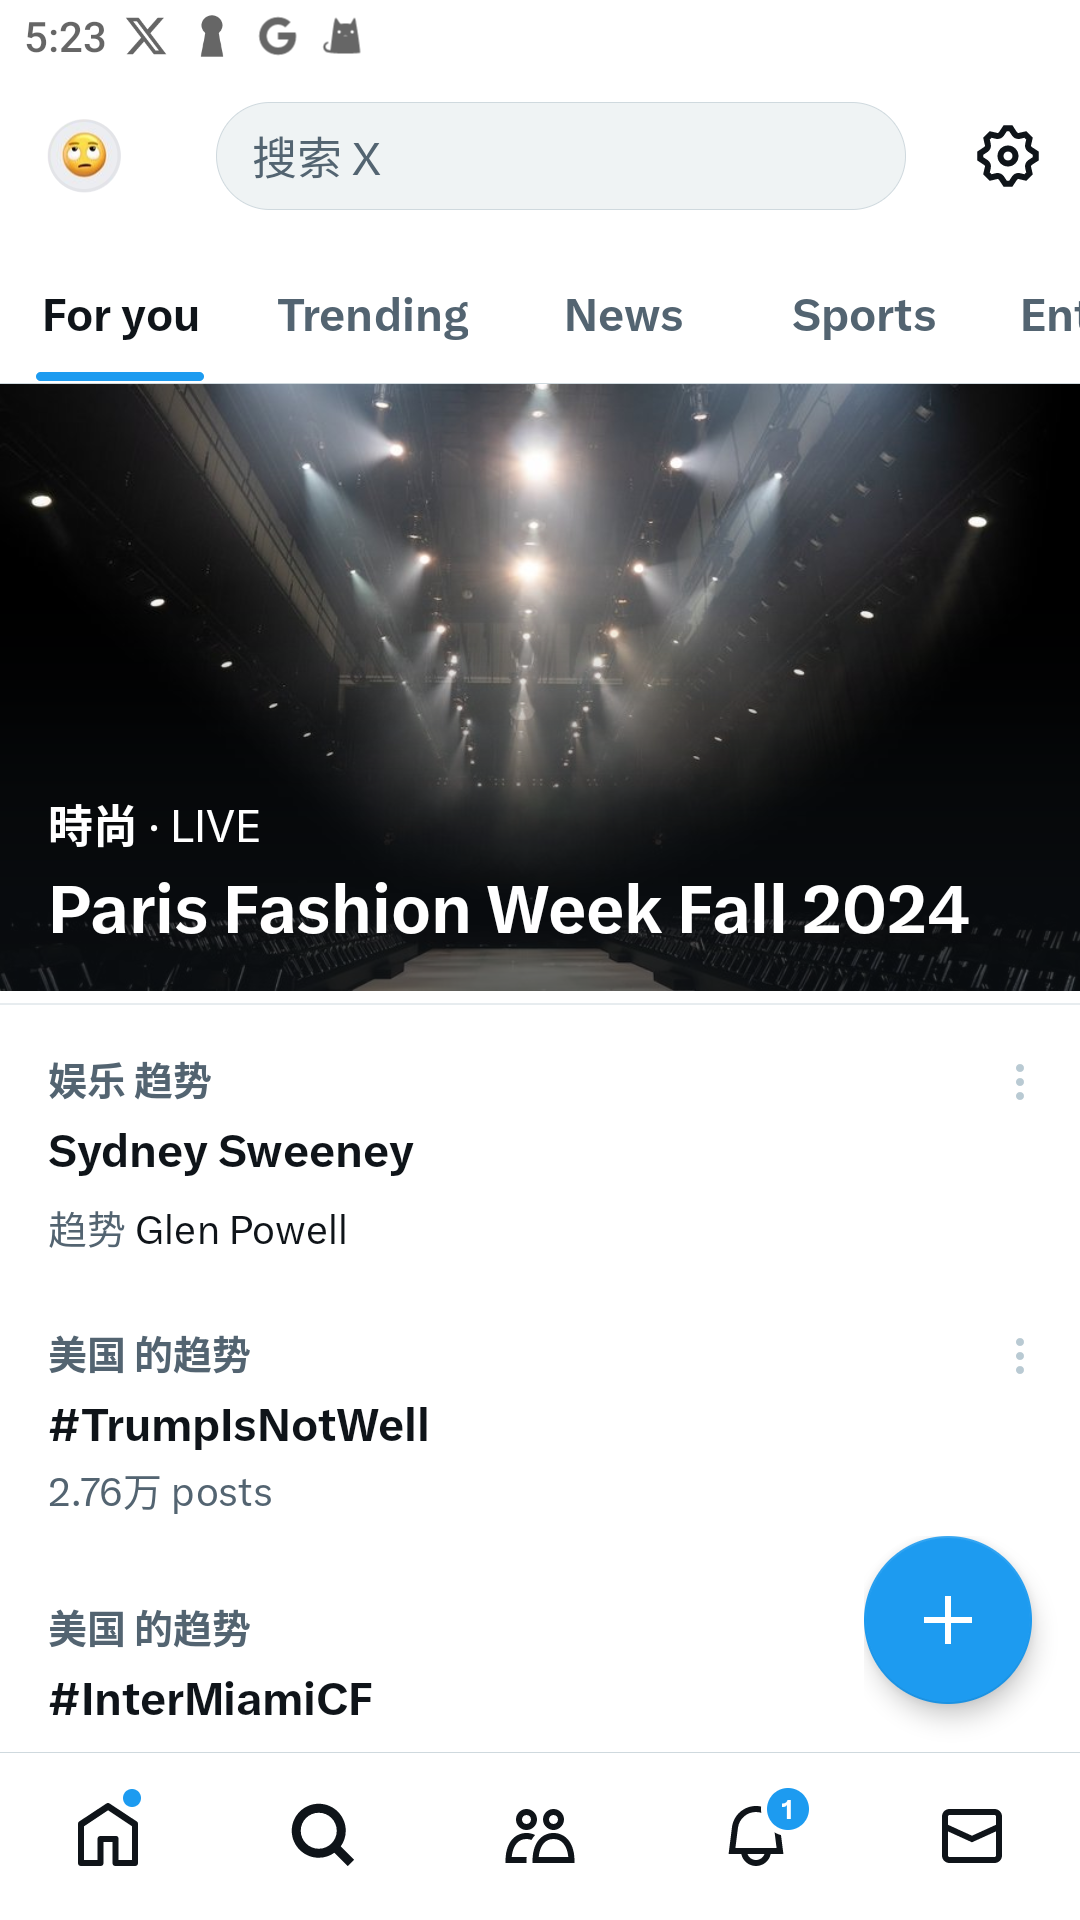 5:23
搜索 X
For you Trending News Sports Ent
時尚 · LIVE
Paris Fashion Week Fall 2024
娱乐 趋势
Sydney Sweeney
趋势 Glen Powell
美国 的趋势
#TrumpIsNotWell
2.76万 posts
美国 的趋势
#InterMiamiCF
1